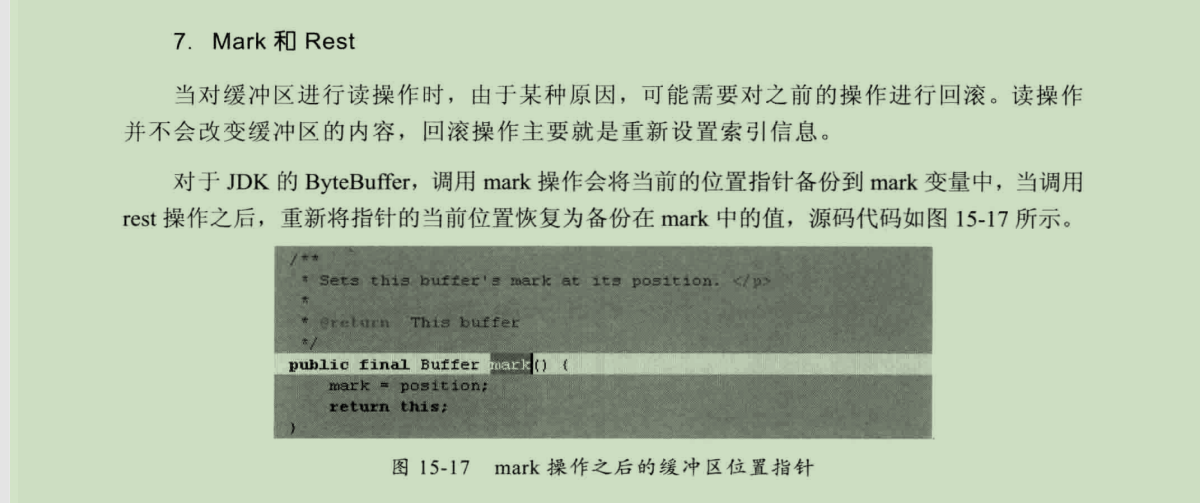 7. Mark 和 Rest
当对缓冲区进行读操作时，由于某种原因，可能需要对之前的操作进行回滚。读操作
并不会改变缓冲区的内容，回滚操作主要就是重新设置索引信息。
对于 JDK 的 ByteBuffer，调用 mark 操作会将当前的位置指针备份到 mark 变量中，当调用
rest 操作之后，重新将指针的当前位置恢复为备份在 mark 中的值，源码代码如图 15-17 所示。
/**
* Sets this buffer's mark at its position. </p>
*
* @return  This buffer
*/
public final Buffer mark() {
mark = position;
return this;
}
图 15-17 mark 操作之后的缓冲区位置指针